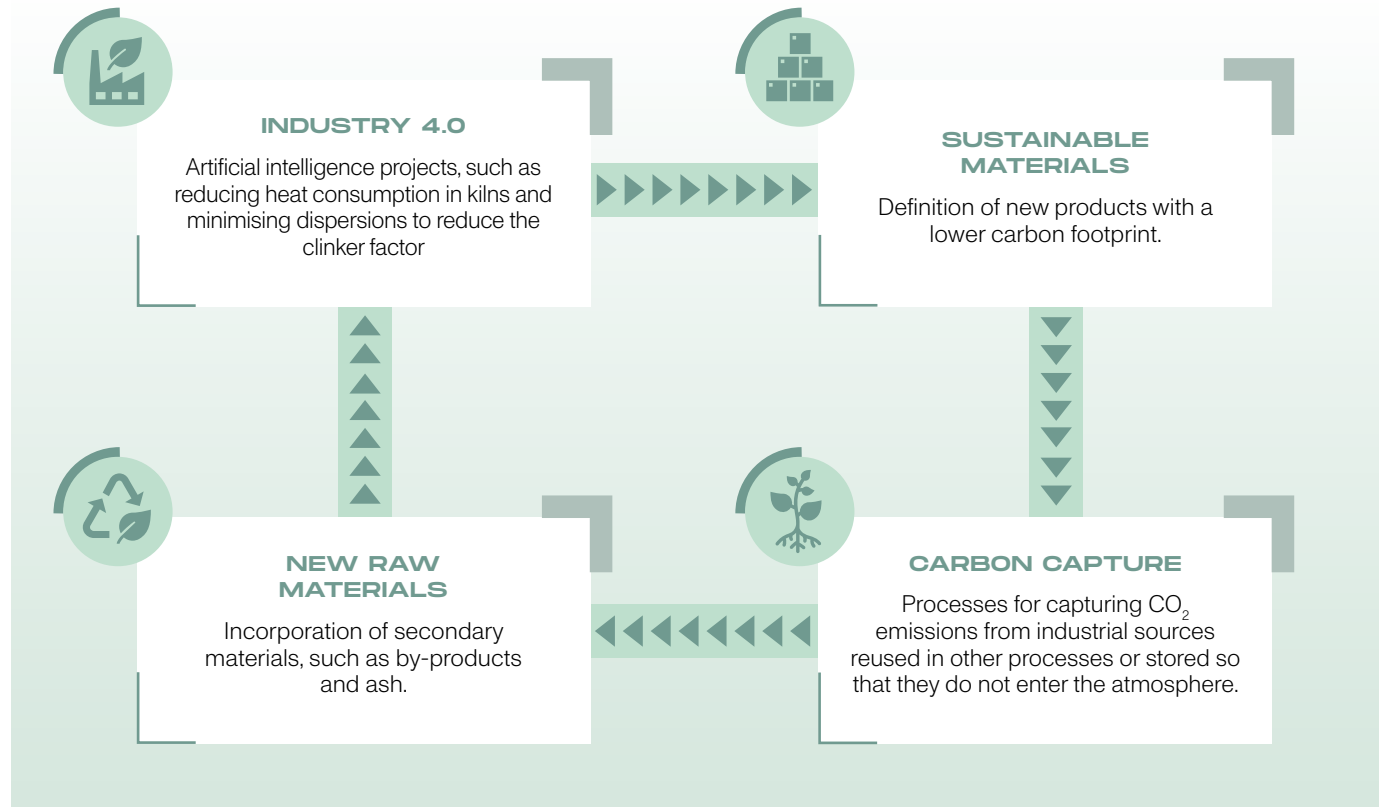 INDUSTRY 4.0
Artificial intelligence projects, such as
reducing heat consumption in kilns and
minimising dispersions to reduce the
clinker factor
SUSTAINABLE
MATERIALS
Definition of new products with a
lower carbon footprint.
NEW RAW
MATERIALS
Incorporation of secondary
materials, such as by-products
and ash.
CARBON CAPTURE
Processes for capturing CO₂
emissions from industrial sources
reused in other processes or stored so
that they do not enter the atmosphere.